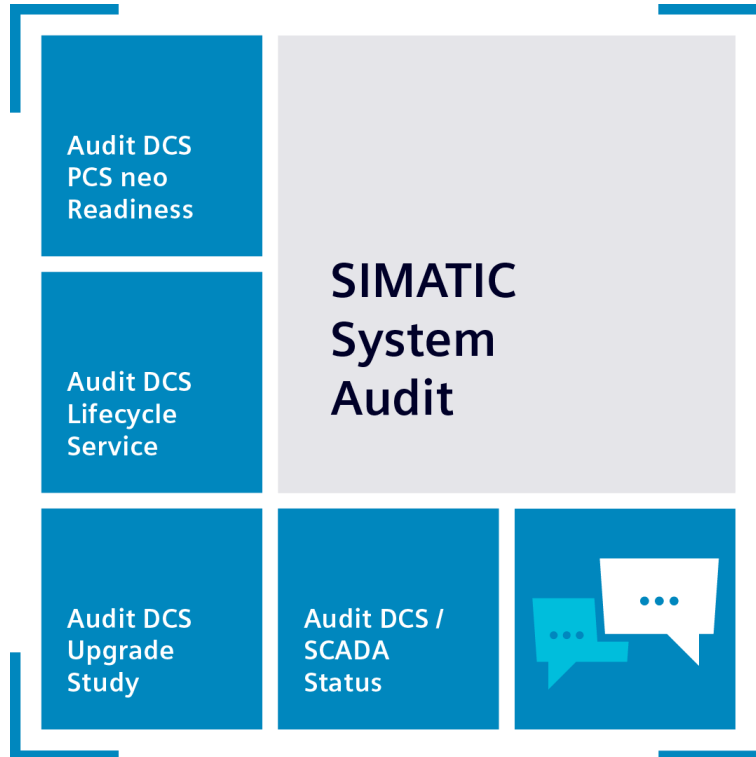 Audit DCS
PCS neo
Readiness
SIMATIC
System
Audit
Audit DCS
Lifecycle
Service
Audit DCS
Upgrade
Study
Audit DCS /
SCADA
Status